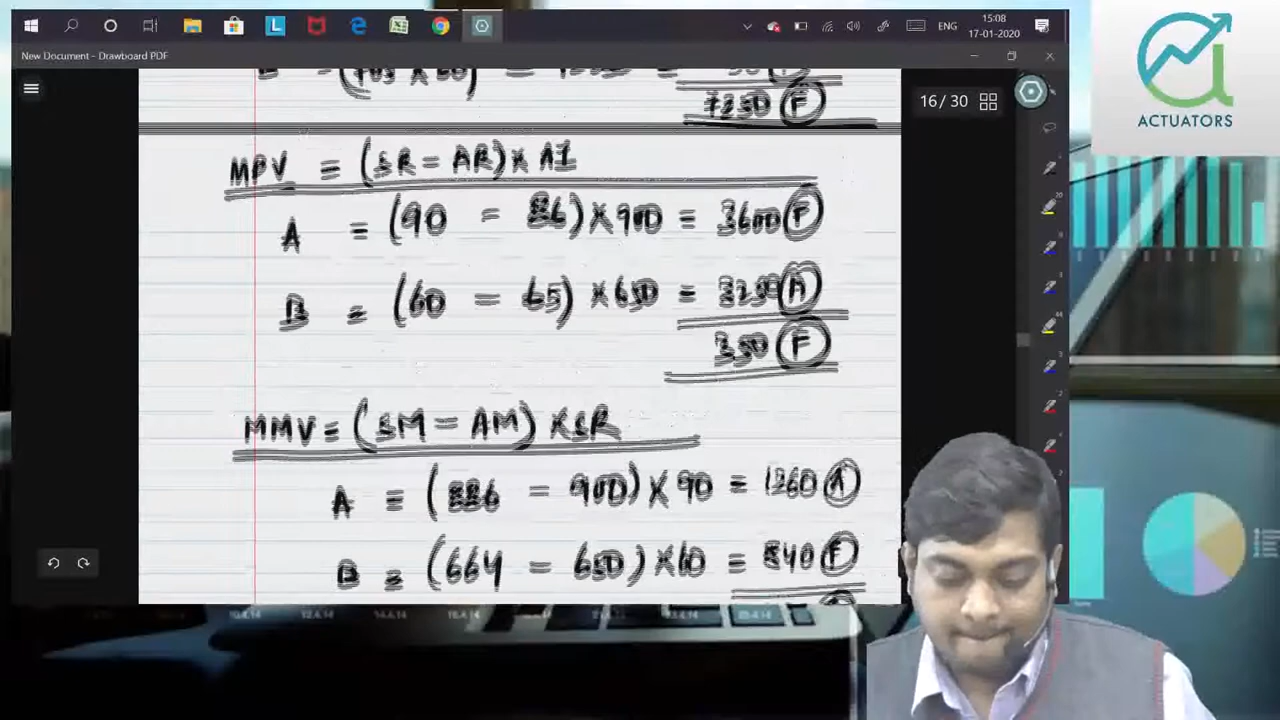 ENG
15:08
17-01-2020
New Document - Drawboard PDF
16 / 30
ACTUATORS
7250 F
MPV = (SR - AR) X AI
A = (90 - 86) X 900 = 3600 F
B = (60 - 65) X 650 = 3250 A
350 F
MMV = (SM - AM) X SR
A = (886 - 900) X 90 = 1260 A
B = (664 - 650) X 60 = 840 F